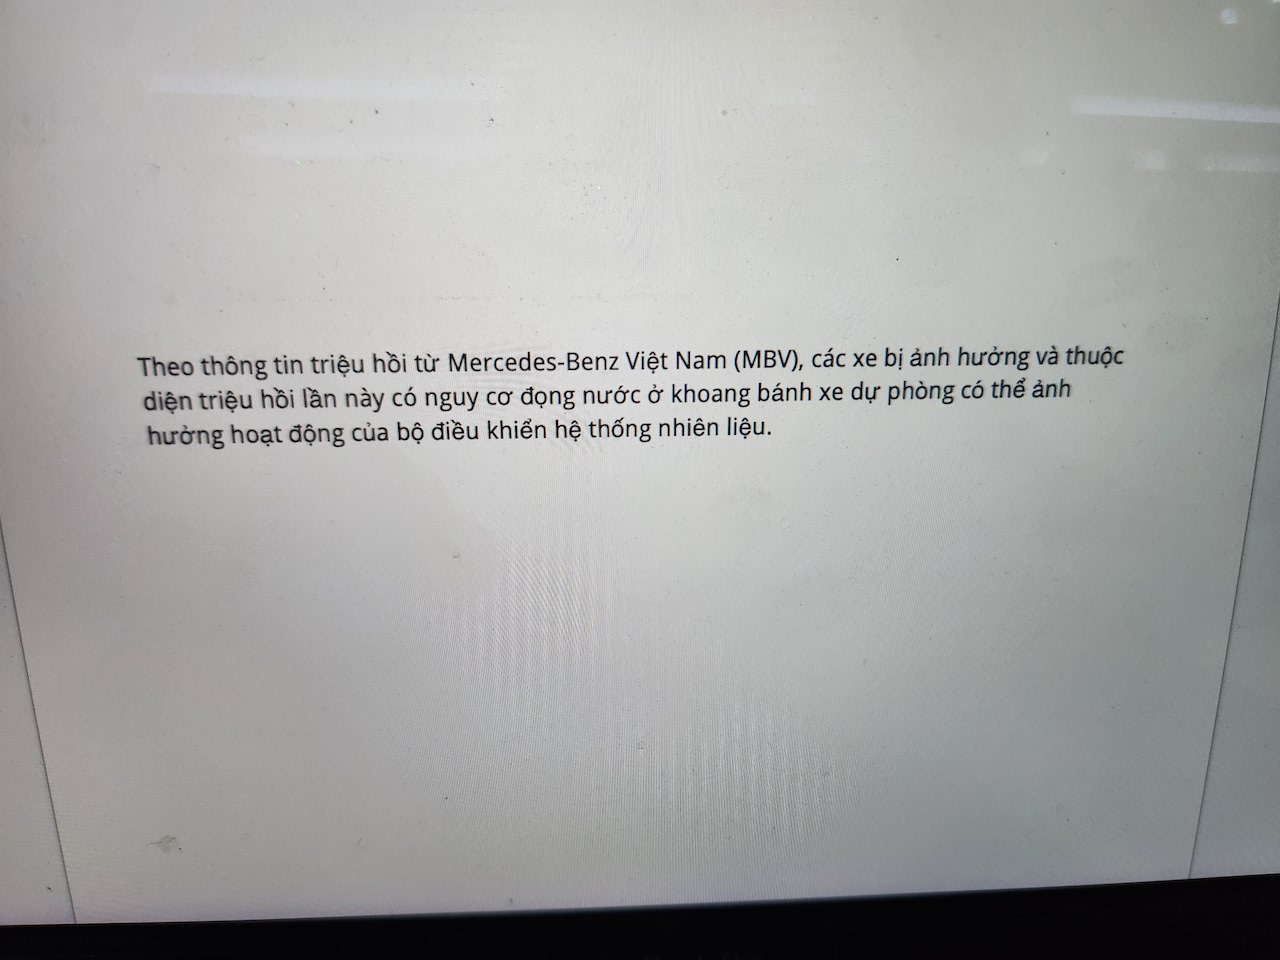 Theo thông tin triệu hồi từ Mercedes-Benz Việt Nam (MBV), các xe bị ảnh hưởng và thuộc
diện triệu hồi lần này có nguy cơ đọng nước ở khoang bánh xe dự phòng có thể ảnh
hưởng hoạt động của bộ điều khiển hệ thống nhiên liệu.